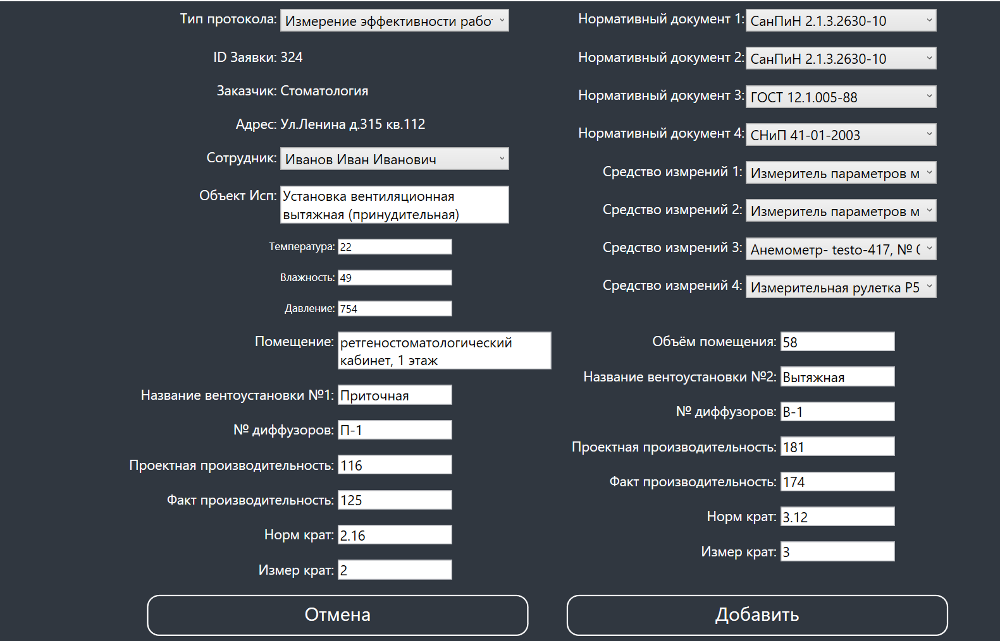 Тип протокола: Измерение эффективности рабо
ID Заявки: 324
Заказчик: Стоматология
Адрес: Ул.Ленина д.315 кв.112
Сотрудник: Иванов Иван Иванович
Объект Исп: Установка вентиляционная
вытяжная (принудительная)
Температура: 22
Влажность: 49
Давление: 754
Помещение: ретгеностоматологический
кабинет, 1 этаж
Название вентоустановки №1: Приточная
№ диффузоров: П-1
Проектная производительность: 116
Факт производительность: 125
Норм крат: 2.16
Измер крат: 2
Нормативный документ 1: СанПиН 2.1.3.2630-10
Нормативный документ 2: СанПиН 2.1.3.2630-10
Нормативный документ 3: ГОСТ 12.1.005-88
Нормативный документ 4: СНиП 41-01-2003
Средство измрений 1: Измеритель параметров м
Средство измрений 2: Измеритель параметров м
Средство измрений 3: Анемометр- testo-417, №
Средство измрений 4: Измерительная рулетка Р5
Объём помещения: 58
Название вентоустановки №2: Вытяжная
№ диффузоров: В-1
Проектная производительность: 181
Факт производительность: 174
Норм крат: 3.12
Измер крат: 3
Отмена
Добавить